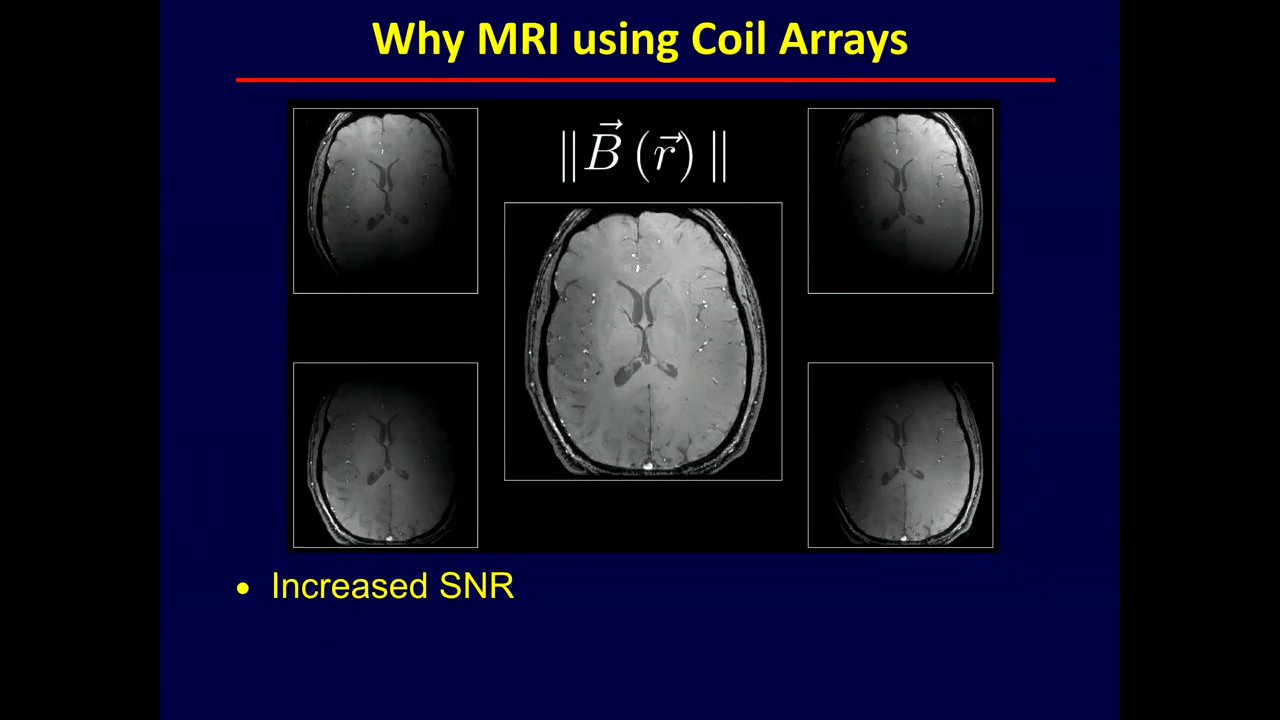 Why MRI using Coil Arrays
‖B⃗(r⃗)‖
• Increased SNR